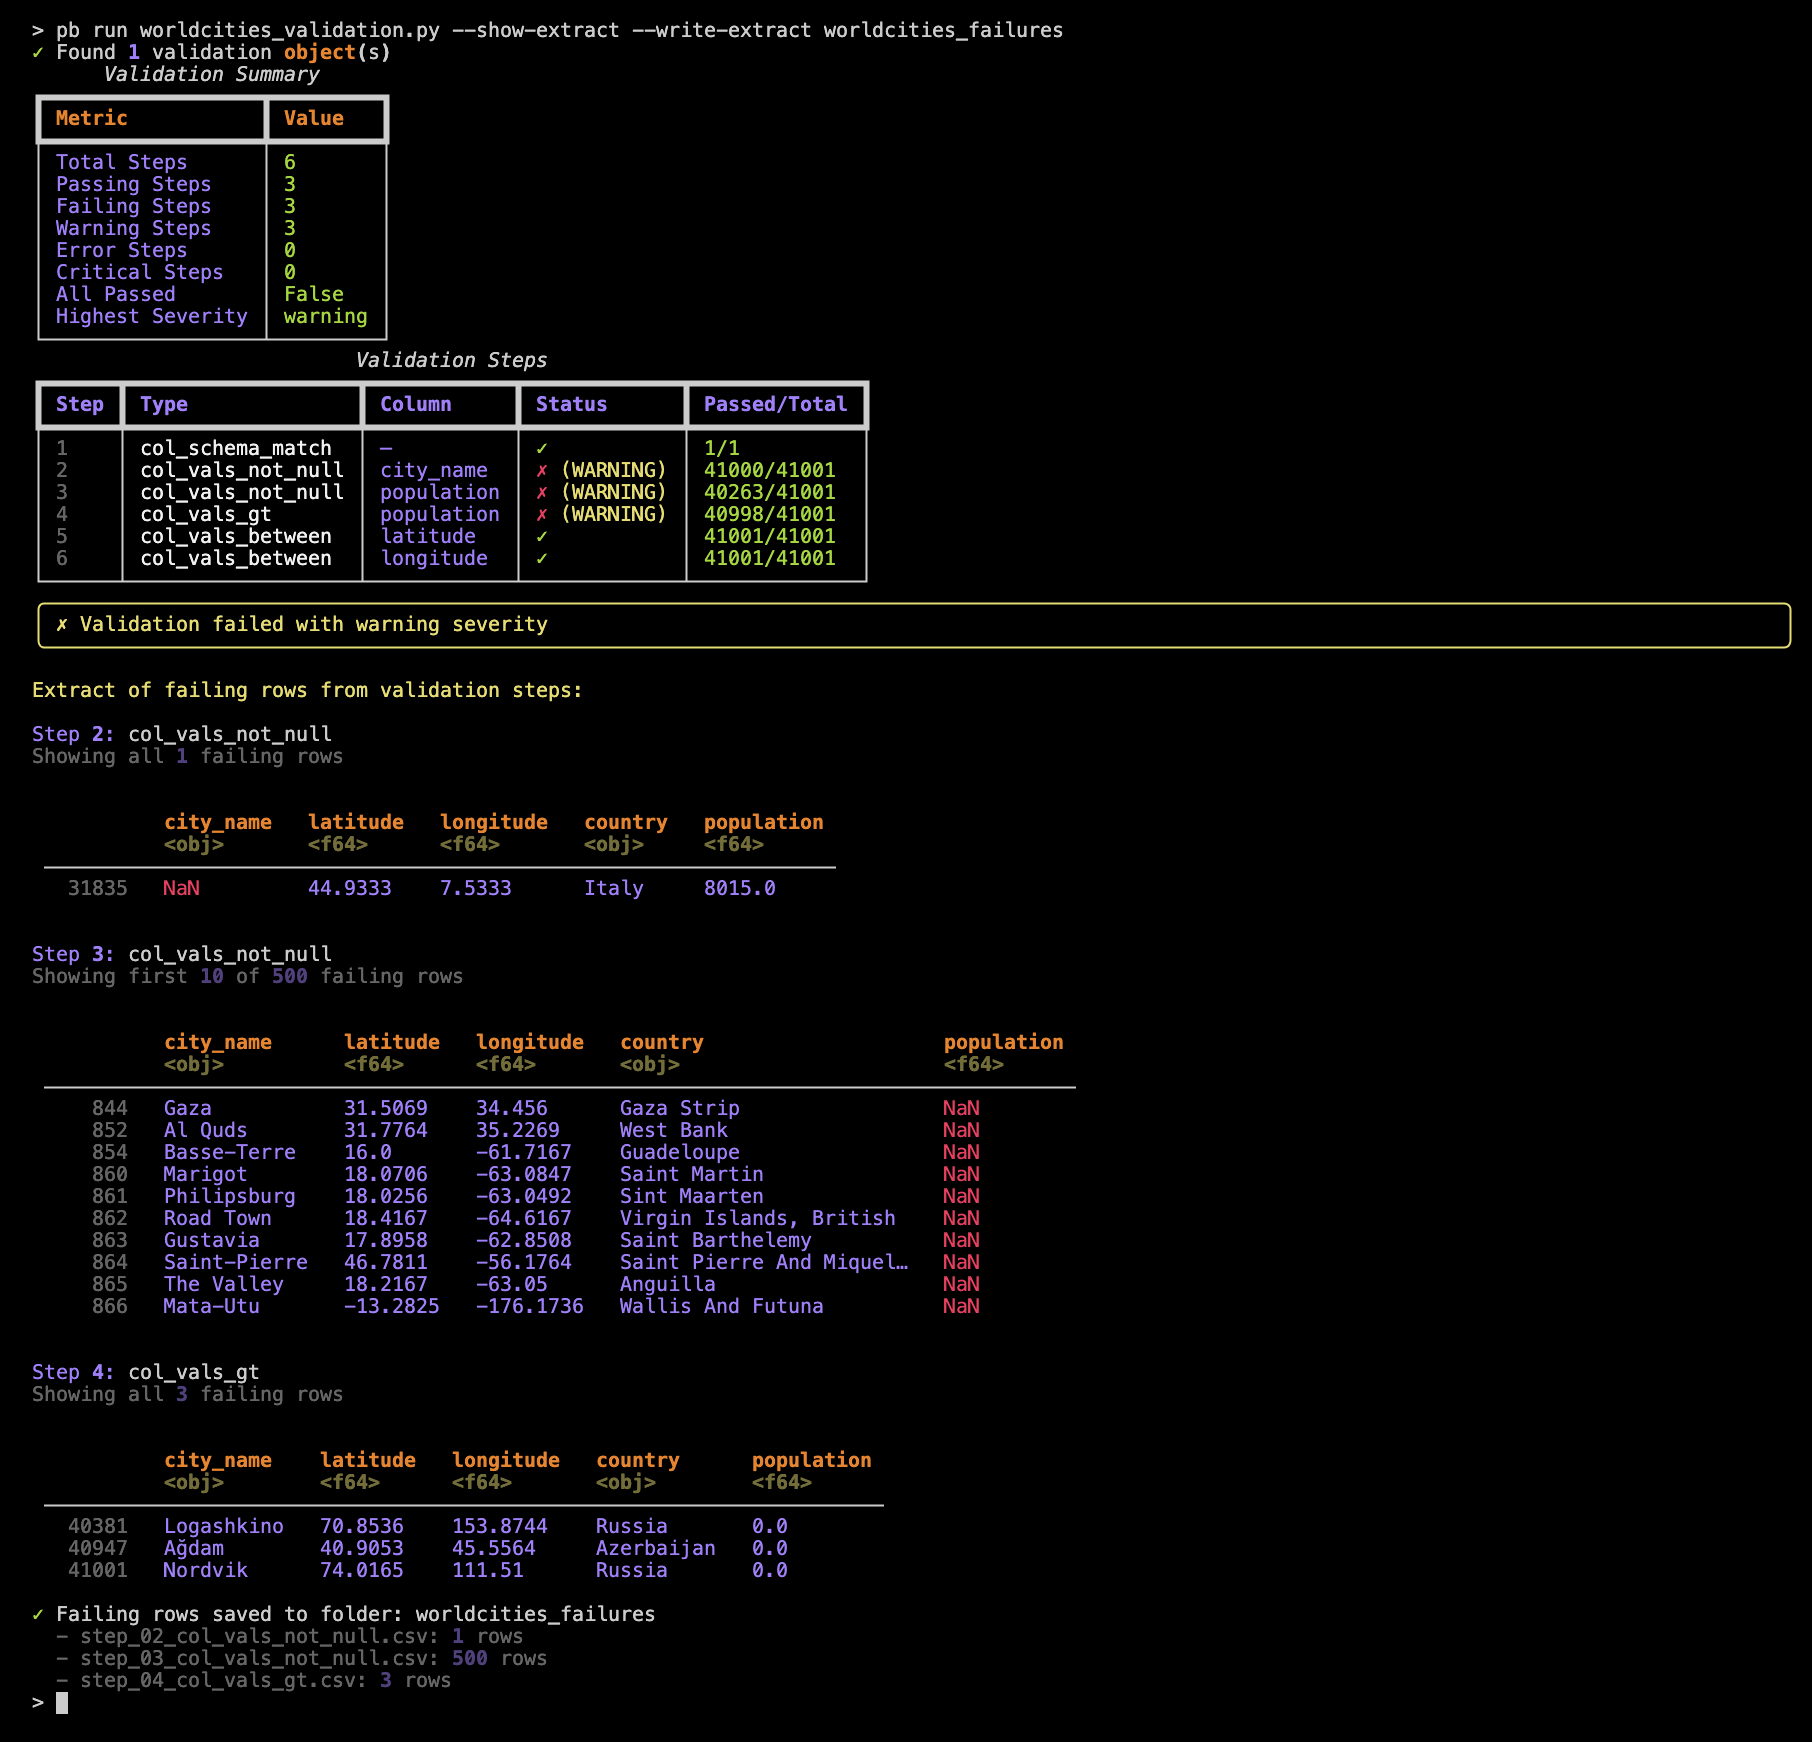 > pb run worldcities_validation.py --show-extract --write-extract worldcities_failures
✓ Found 1 validation object(s)
Validation Summary
Metric Value
Total Steps 6
Passing Steps 3
Failing Steps 3
Warning Steps 3
Error Steps 0
Critical Steps 0
All Passed False
Highest Severity warning
Validation Steps
Step Type Column Status Passed/Total
1 col_schema_match — ✓ 1/1
2 col_vals_not_null city_name ✗ (WARNING) 41000/41001
3 col_vals_not_null population ✗ (WARNING) 40263/41001
4 col_vals_gt population ✗ (WARNING) 40998/41001
5 col_vals_between latitude ✓ 41001/41001
6 col_vals_between longitude ✓ 41001/41001
✗ Validation failed with warning severity
Extract of failing rows from validation steps:
Step 2: col_vals_not_null
Showing all 1 failing rows
city_name latitude longitude country population
<obj> <f64> <f64> <obj> <f64>
31835 NaN 44.9333 7.5333 Italy 8015.0
Step 3: col_vals_not_null
Showing first 10 of 500 failing rows
city_name latitude longitude country population
<obj> <f64> <f64> <obj> <f64>
844 Gaza 31.5069 34.456 Gaza Strip NaN
852 Al Quds 31.7764 35.2269 West Bank NaN
854 Basse-Terre 16.0 -61.7167 Guadeloupe NaN
860 Marigot 18.0706 -63.0847 Saint Martin NaN
861 Philipsburg 18.0256 -63.0492 Sint Maarten NaN
862 Road Town 18.4167 -64.6167 Virgin Islands, British NaN
863 Gustavia 17.8958 -62.8508 Saint Barthelemy NaN
864 Saint-Pierre 46.7811 -56.1764 Saint Pierre And Miquel… NaN
865 The Valley 18.2167 -63.05 Anguilla NaN
866 Mata-Utu -13.2825 -176.1736 Wallis And Futuna NaN
Step 4: col_vals_gt
Showing all 3 failing rows
city_name latitude longitude country population
<obj> <f64> <f64> <obj> <f64>
40381 Logashkino 70.8536 153.8744 Russia 0.0
40947 Ağdam 40.9053 45.5564 Azerbaijan 0.0
41001 Nordvik 74.0165 111.51 Russia 0.0
✓ Failing rows saved to folder: worldcities_failures
- step_02_col_vals_not_null.csv: 1 rows
- step_03_col_vals_not_null.csv: 500 rows
- step_04_col_vals_gt.csv: 3 rows
>